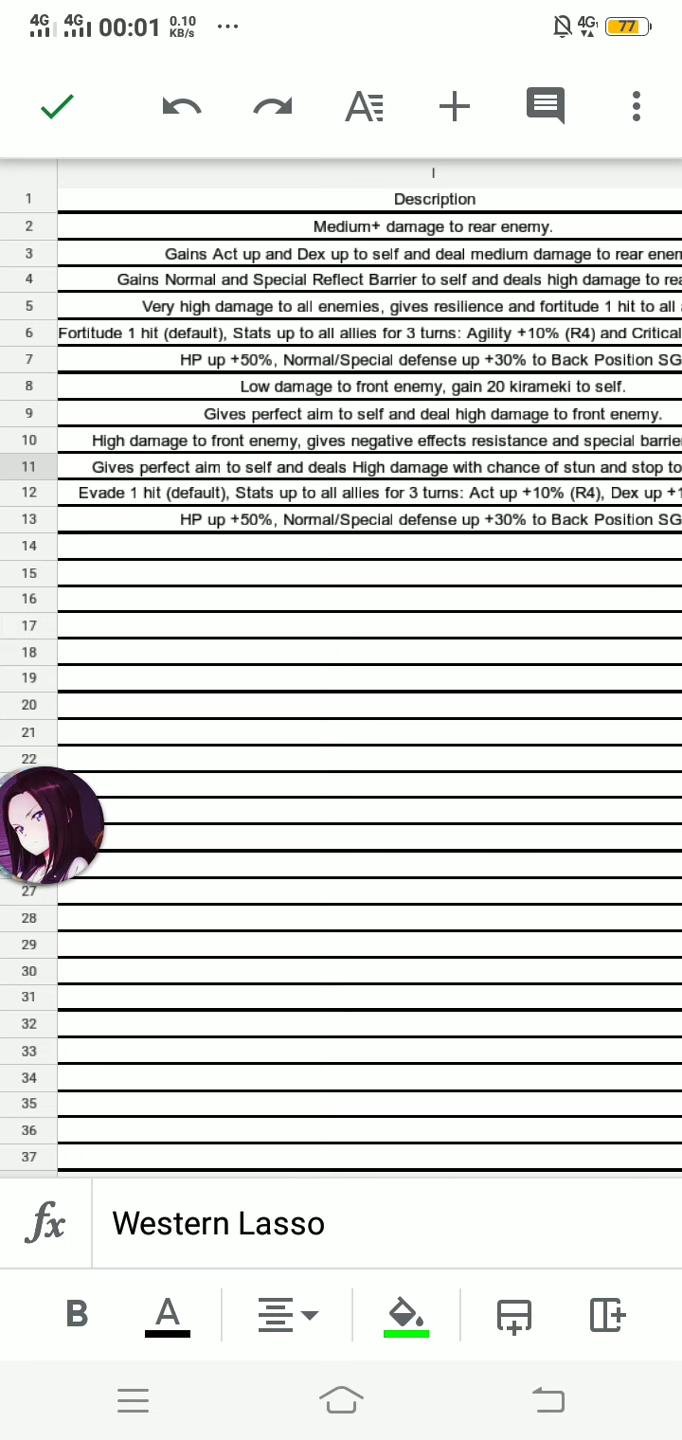 4G 4G 00:01 0.10 KB/s ... 4G 77
I
1 Description
2 Medium+ damage to rear enemy.
3 Gains Act up and Dex up to self and deal medium damage to rear
4 Gains Normal and Special Reflect Barrier to self and deals high damage to
5 Very high damage to all enemies, gives resilience and fortitude 1 hit to all
6 Fortitude 1 hit (default), Stats up to all allies for 3 turns: Agility +10% (R4) and Critical
7 HP up +50%, Normal/Special defense up +30% to Back Position SG
8 Low damage to front enemy, gain 20 kirameki to self.
9 Gives perfect aim to self and deal high damage to front enemy.
10 High damage to front enemy, gives negative effects resistance and special
11 Gives perfect aim to self and deals High damage with chance of stun and stop to
12 Evade 1 hit (default), Stats up to all allies for 3 turns: Act up +10% (R4), Dex up
13 HP up +50%, Normal/Special defense up +30% to Back Position SG
14
15
16
17
18
19
20
21
22
27
28
29
30
31
32
33
34
35
36
37
fx Western Lasso
B A